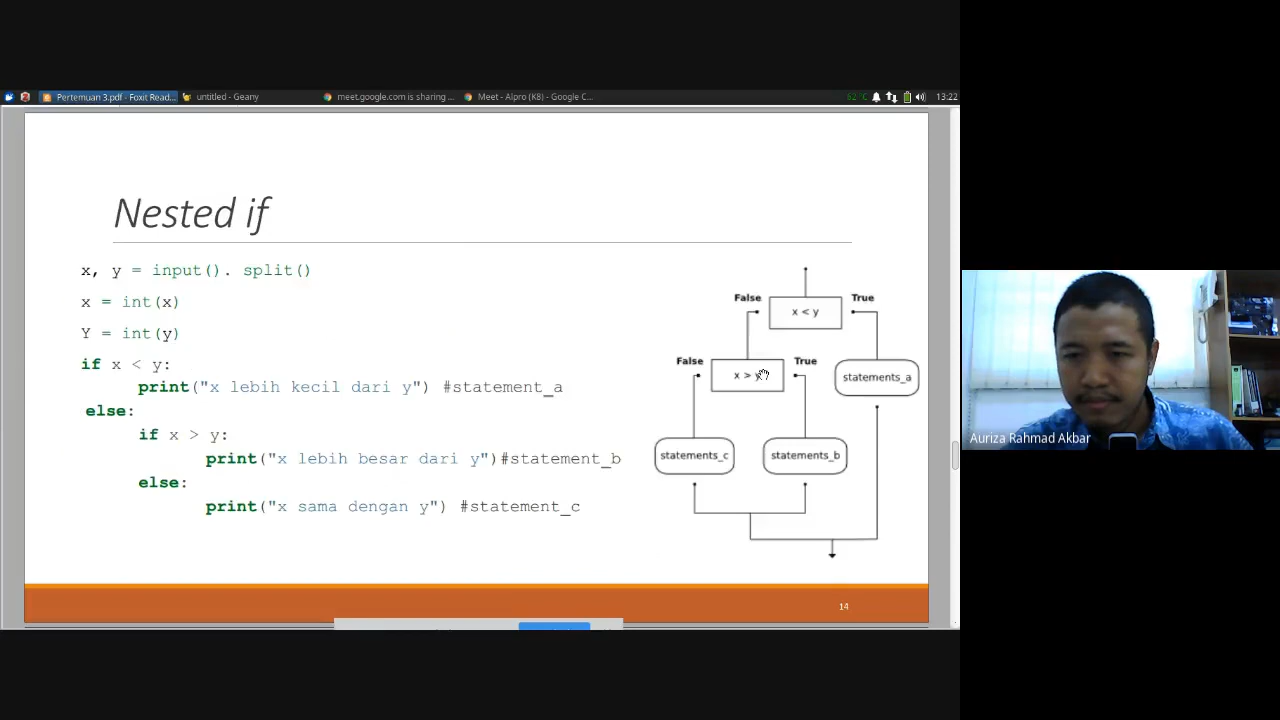 Pertemuan 3.pdf - Foxit Read...
untitled - Geany
meet.google.com is sharing ...
Meet - Alpro (K8) - Google C...
62°C
13:22
Nested if
x, y = input(). split()
x = int(x)
Y = int(y)
if x < y:
print("x lebih kecil dari y") #statement_a
else:
if x > y:
print("x lebih besar dari y")#statement_b
else:
print("x sama dengan y") #statement_c
False
True
x < y
False
True
x > y
statements_a
statements_c
statements_b
14
Auriza Rahmad Akbar